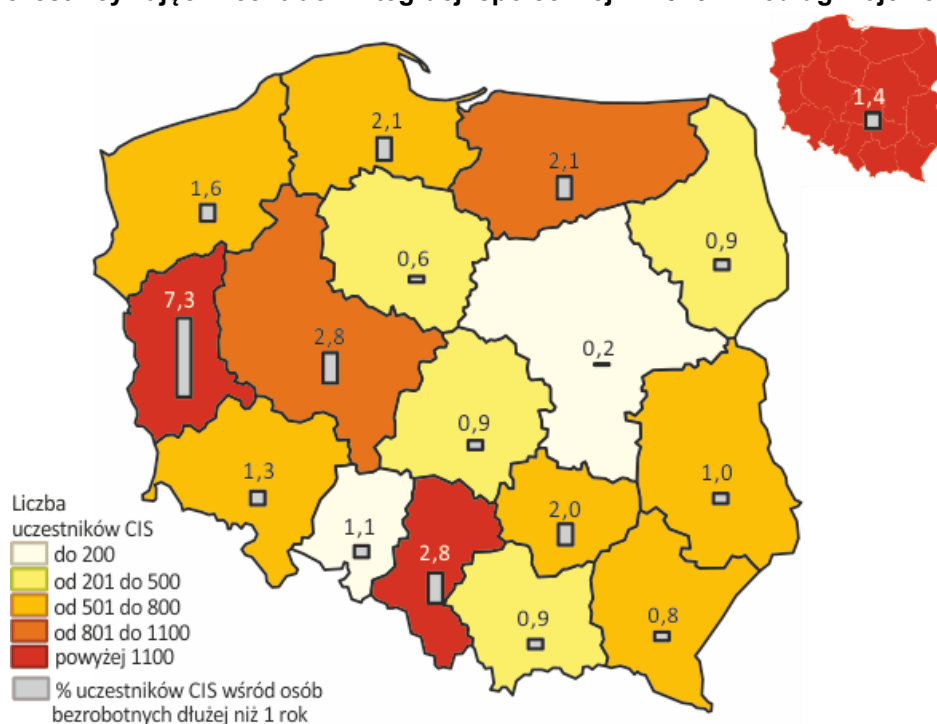 1,4
2,1
2,1
1,6
0,9
0,6
7,3
2,8
0,2
0,9
1,3
1,0
2,0
1,1
2,8
0,9
0,8
Liczba
uczestników CIS
do 200
od 201 do 500
od 501 do 800
od 801 do 1100
powyżej 1100
% uczestników CIS wśród osób
bezrobotnych dłużej niż 1 rok